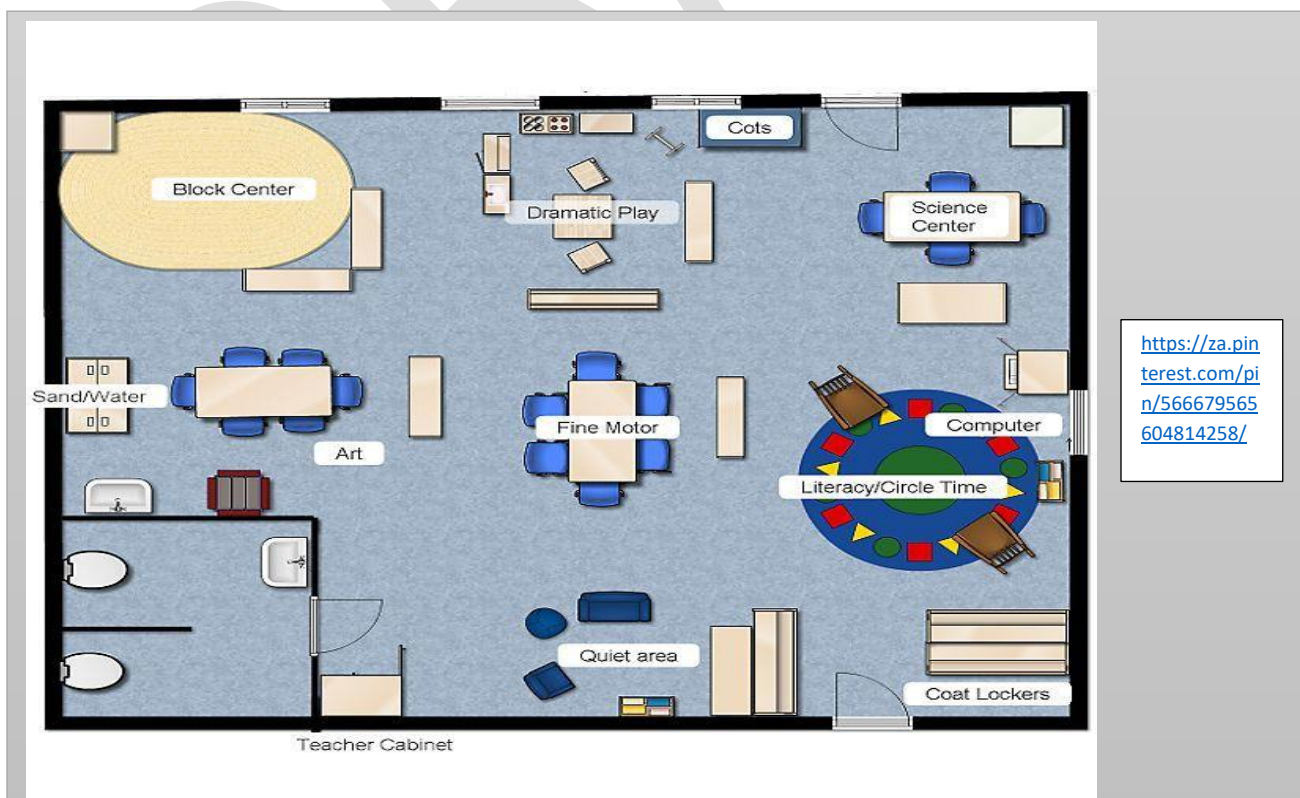 Cots
Block Center
Dramatic Play
Science
Center
https://za.pin
terest.com/pi
n/566679565
604814258/
Sand/Water
Fine Motor
Computer
Art
Literacy/Circle Time
Quiet area
Coat Lockers
Teacher Cabinet